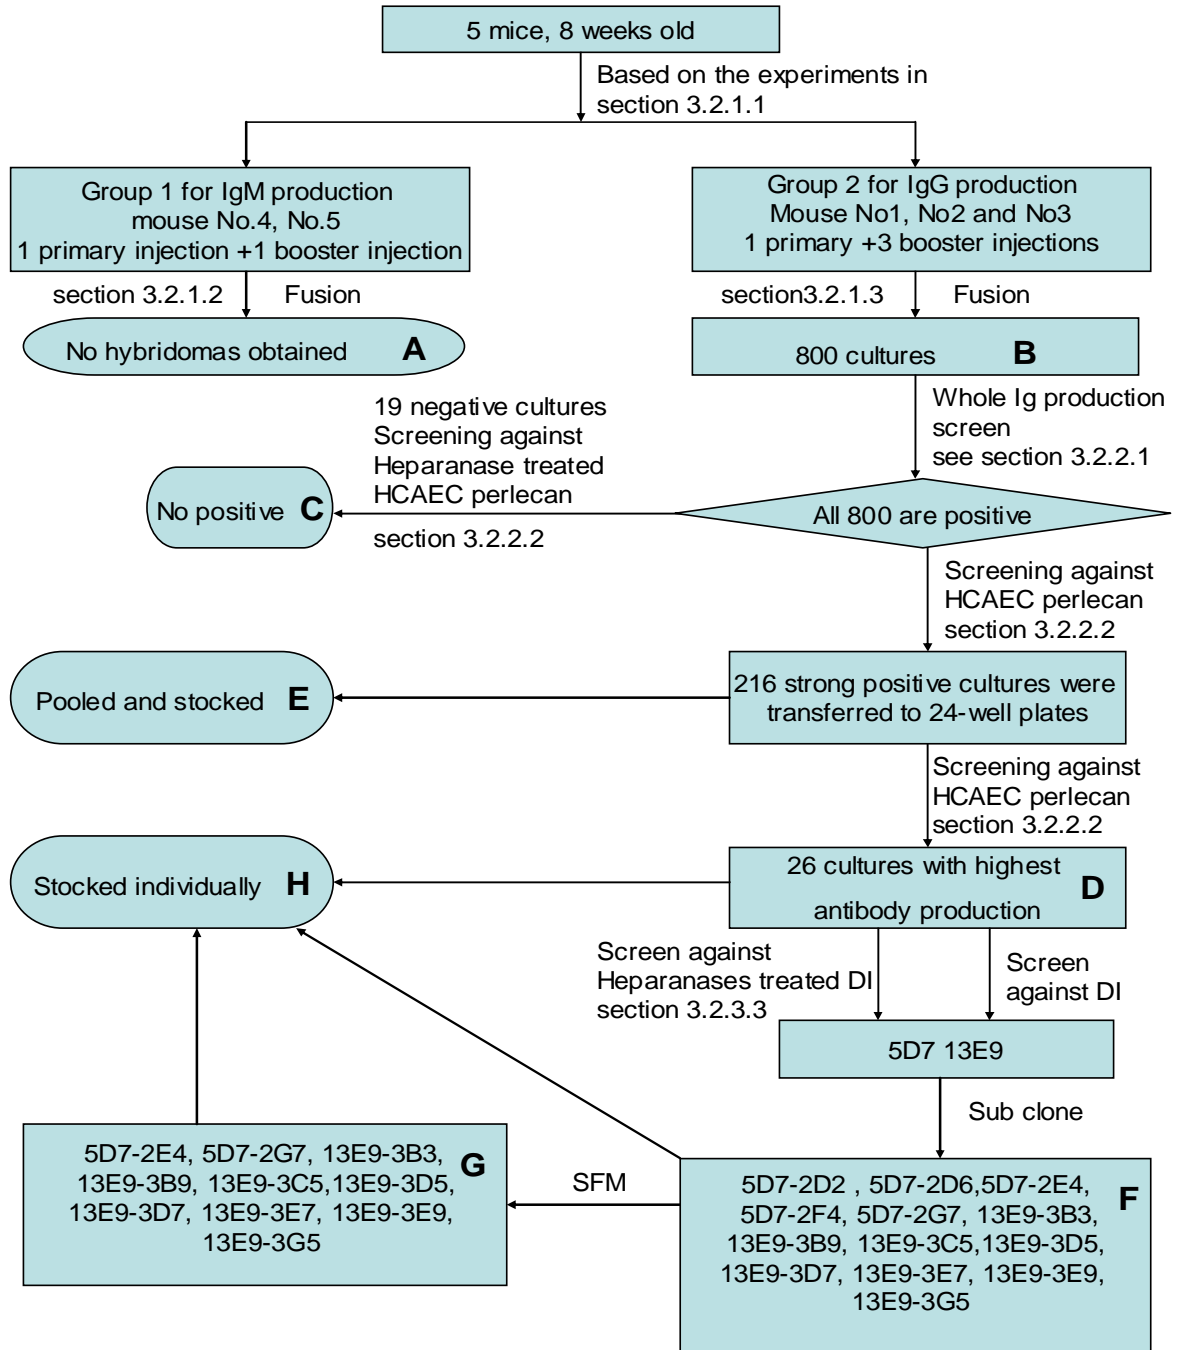 5 mice, 8 weeks old
Based on the experiments in
section 3.2.1.1
Group 1 for IgM production
mouse No.4, No.5
1 primary injection +1 booster injection
Group 2 for IgG production
Mouse No1, No2 and No3
1 primary +3 booster injections
section 3.2.1.2 Fusion
section3.2.1.3 Fusion
No hybridomas obtained A
800 cultures B
19 negative cultures
Screening against
Heparanase treated
HCAEC perlecan
section 3.2.2.2
Whole Ig production
screen
see section 3.2.2.1
No positive C
All 800 are positive
Screening against
HCAEC perlecan
section 3.2.2.2
Pooled and stocked E
216 strong positive cultures were
transferred to 24-well plates
Screening against
HCAEC perlecan
section 3.2.2.2
Stocked individually H
26 cultures with highest
antibody production
D
Screen against
Heparanases treated DI
section 3.2.3.3
Screen
against DI
5D7 13E9
Sub clone
5D7-2E4, 5D7-2G7, 13E9-3B3,
13E9-3B9, 13E9-3C5,13E9-3D5,
13E9-3D7, 13E9-3E7, 13E9-3E9,
13E9-3G5
G
SFM
5D7-2D2 , 5D7-2D6,5D7-2E4,
5D7-2F4, 5D7-2G7, 13E9-3B3,
13E9-3B9, 13E9-3C5,13E9-3D5,
13E9-3D7, 13E9-3E7, 13E9-3E9,
13E9-3G5
F